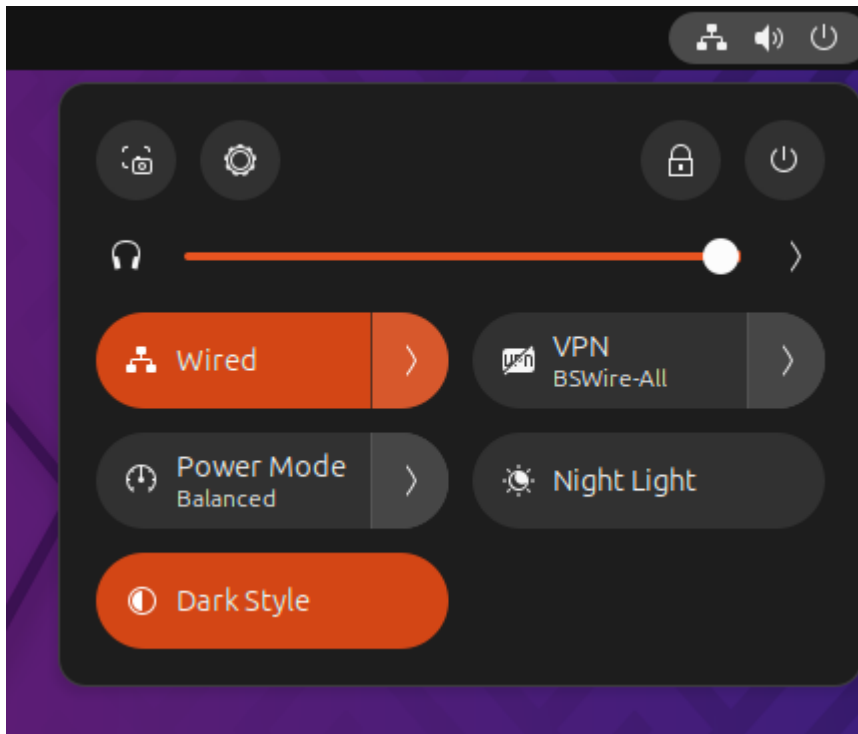 Wired
VPN
BSWire-All
Power Mode
Balanced
Night Light
Dark Style